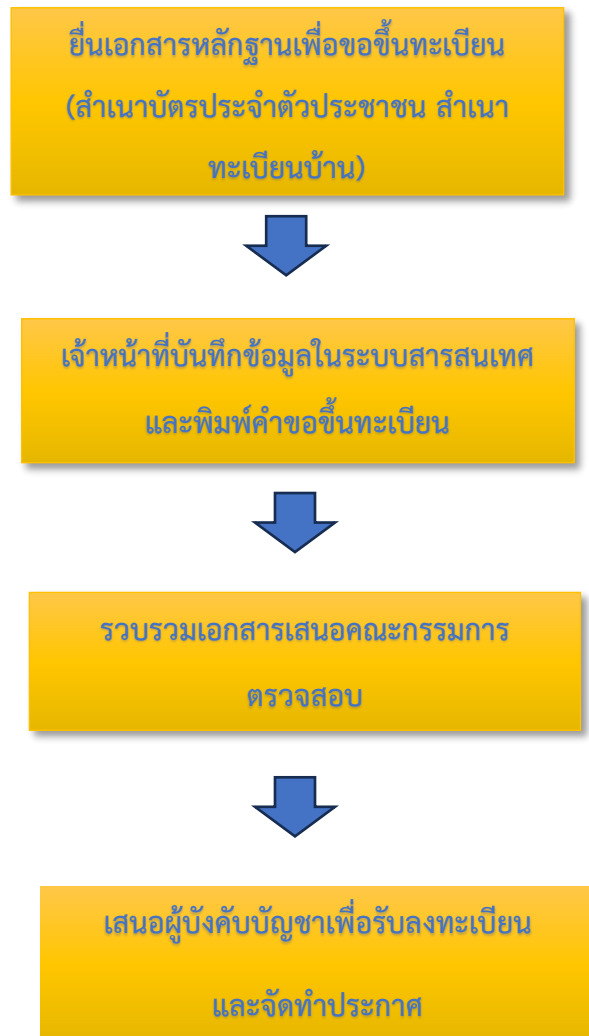 ยื่นเอกสารหลักฐานเพื่อขอขึ้นทะเบียน
(สำเนาบัตรประจำตัวประชาชน สำเนา
ทะเบียนบ้าน)
เจ้าหน้าที่บันทึกข้อมูลในระบบสารสนเทศ
และพิมพ์คำขอขึ้นทะเบียน
รวบรวมเอกสารเสนอคณะกรรมการ
ตรวจสอบ
เสนอผู้บังคับบัญชาเพื่อรับลงทะเบียน
และจัดทำประกาศ